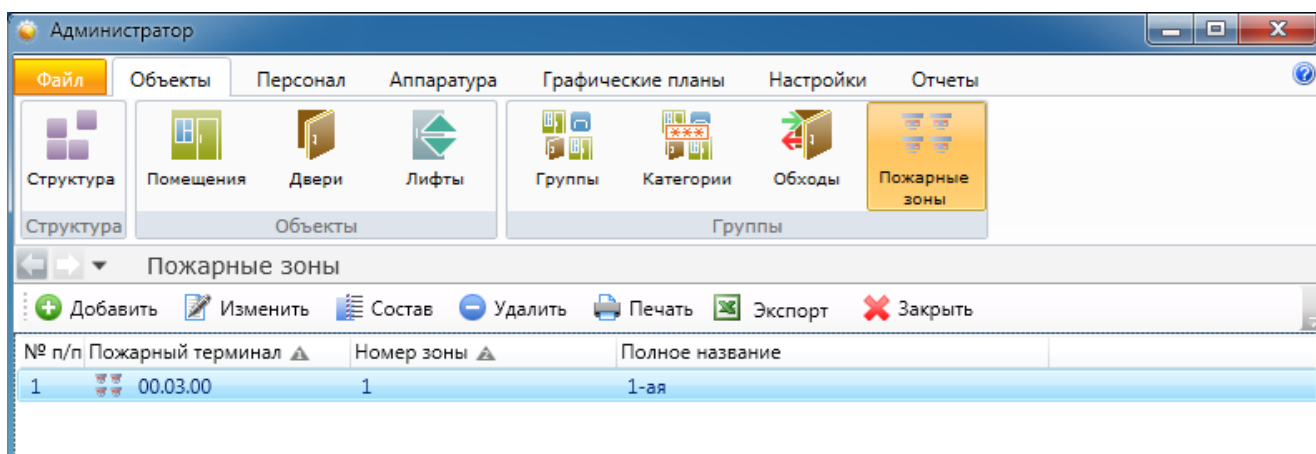 Администратор
Файл Объекты Персонал Аппаратура Графические планы Настройки Отчеты
Структура Помещения Двери Лифты Группы Категории Обходы Пожарные
зоны
Структура Объекты Группы
Пожарные зоны
Добавить Изменить Состав Удалить Печать Экспорт Закрыть
№ п/п Пожарный терминал 1 Номер зоны 2 Полное название
1 00.03.00 1 1-ая